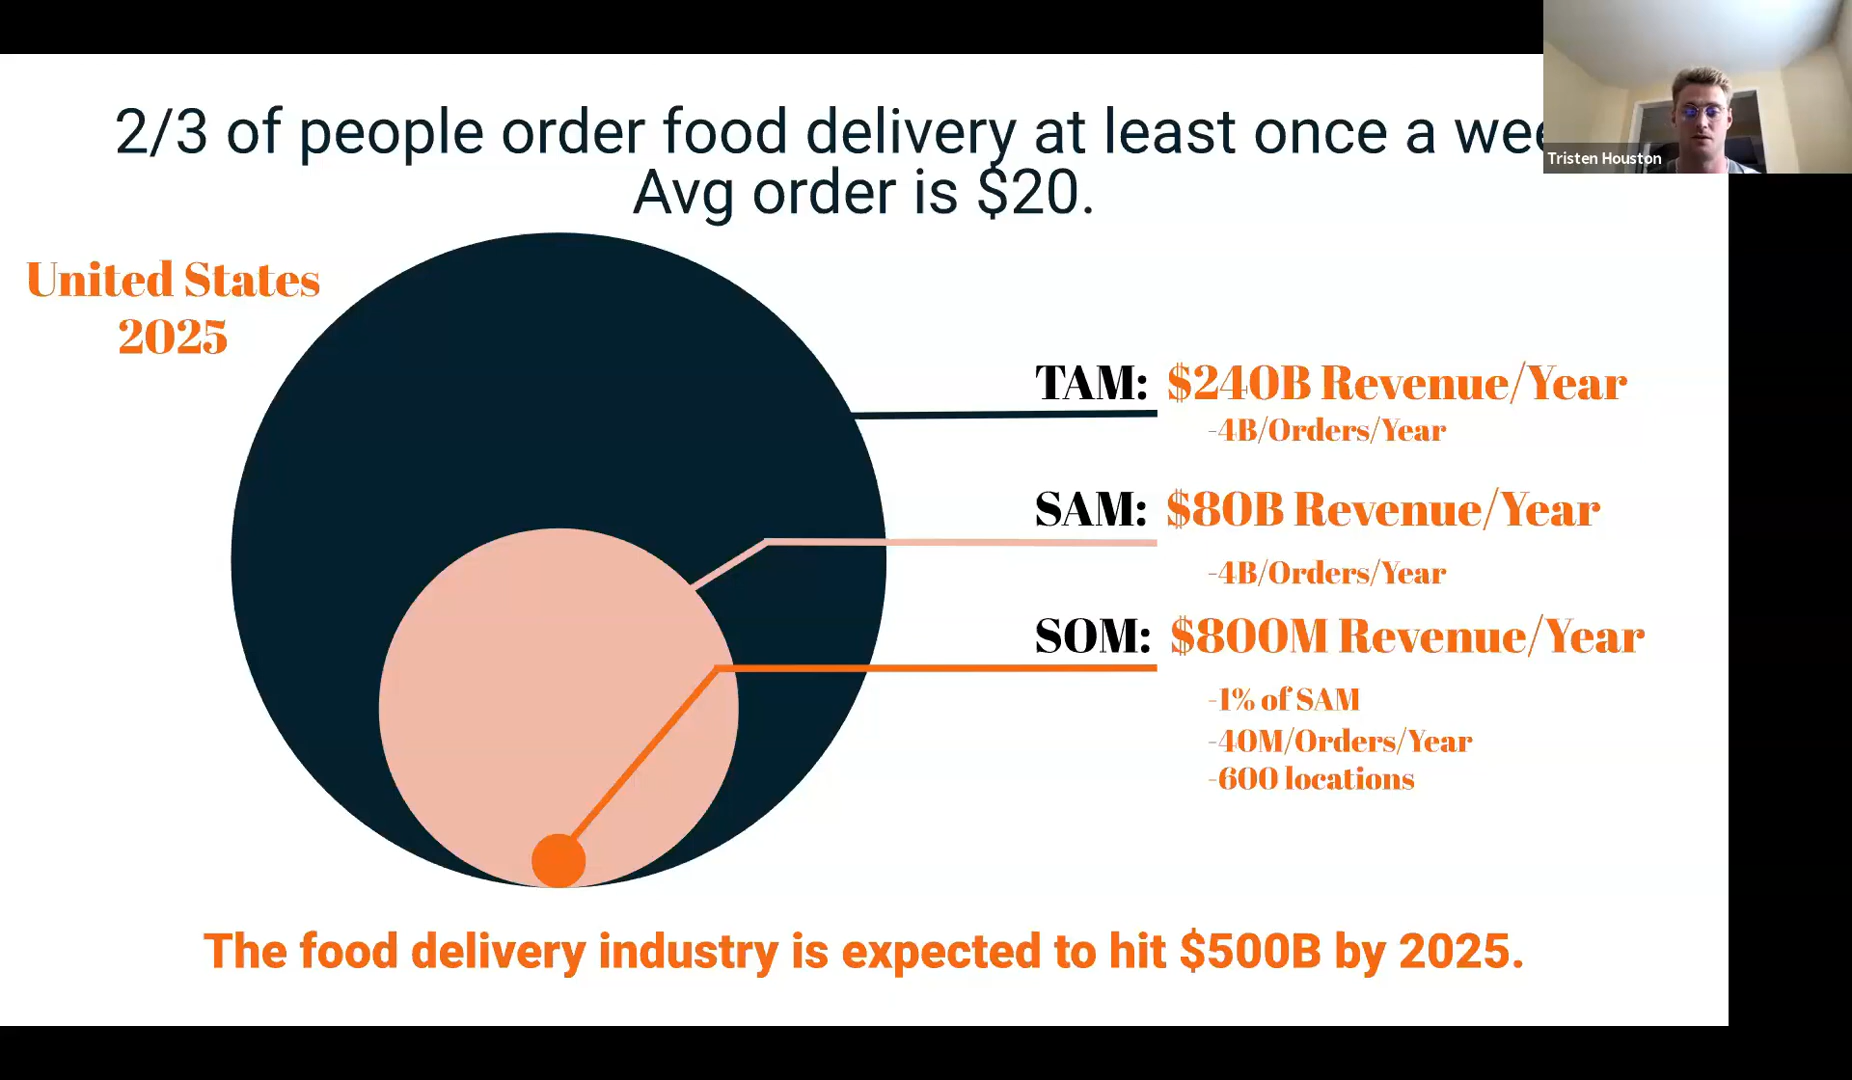 2/3 of people order food delivery at least once a
Avg order is $20.
Tristen Houston
United States
2025
TAM: $240B Revenue/Year
-4B/Orders/Year
SAM: $80B Revenue/Year
-4B/Orders/Year
SOM: $800M Revenue/Year
-1% of SAM
-40M/Orders/Year
-600 locations
The food delivery industry is expected to hit $500B by 2025.